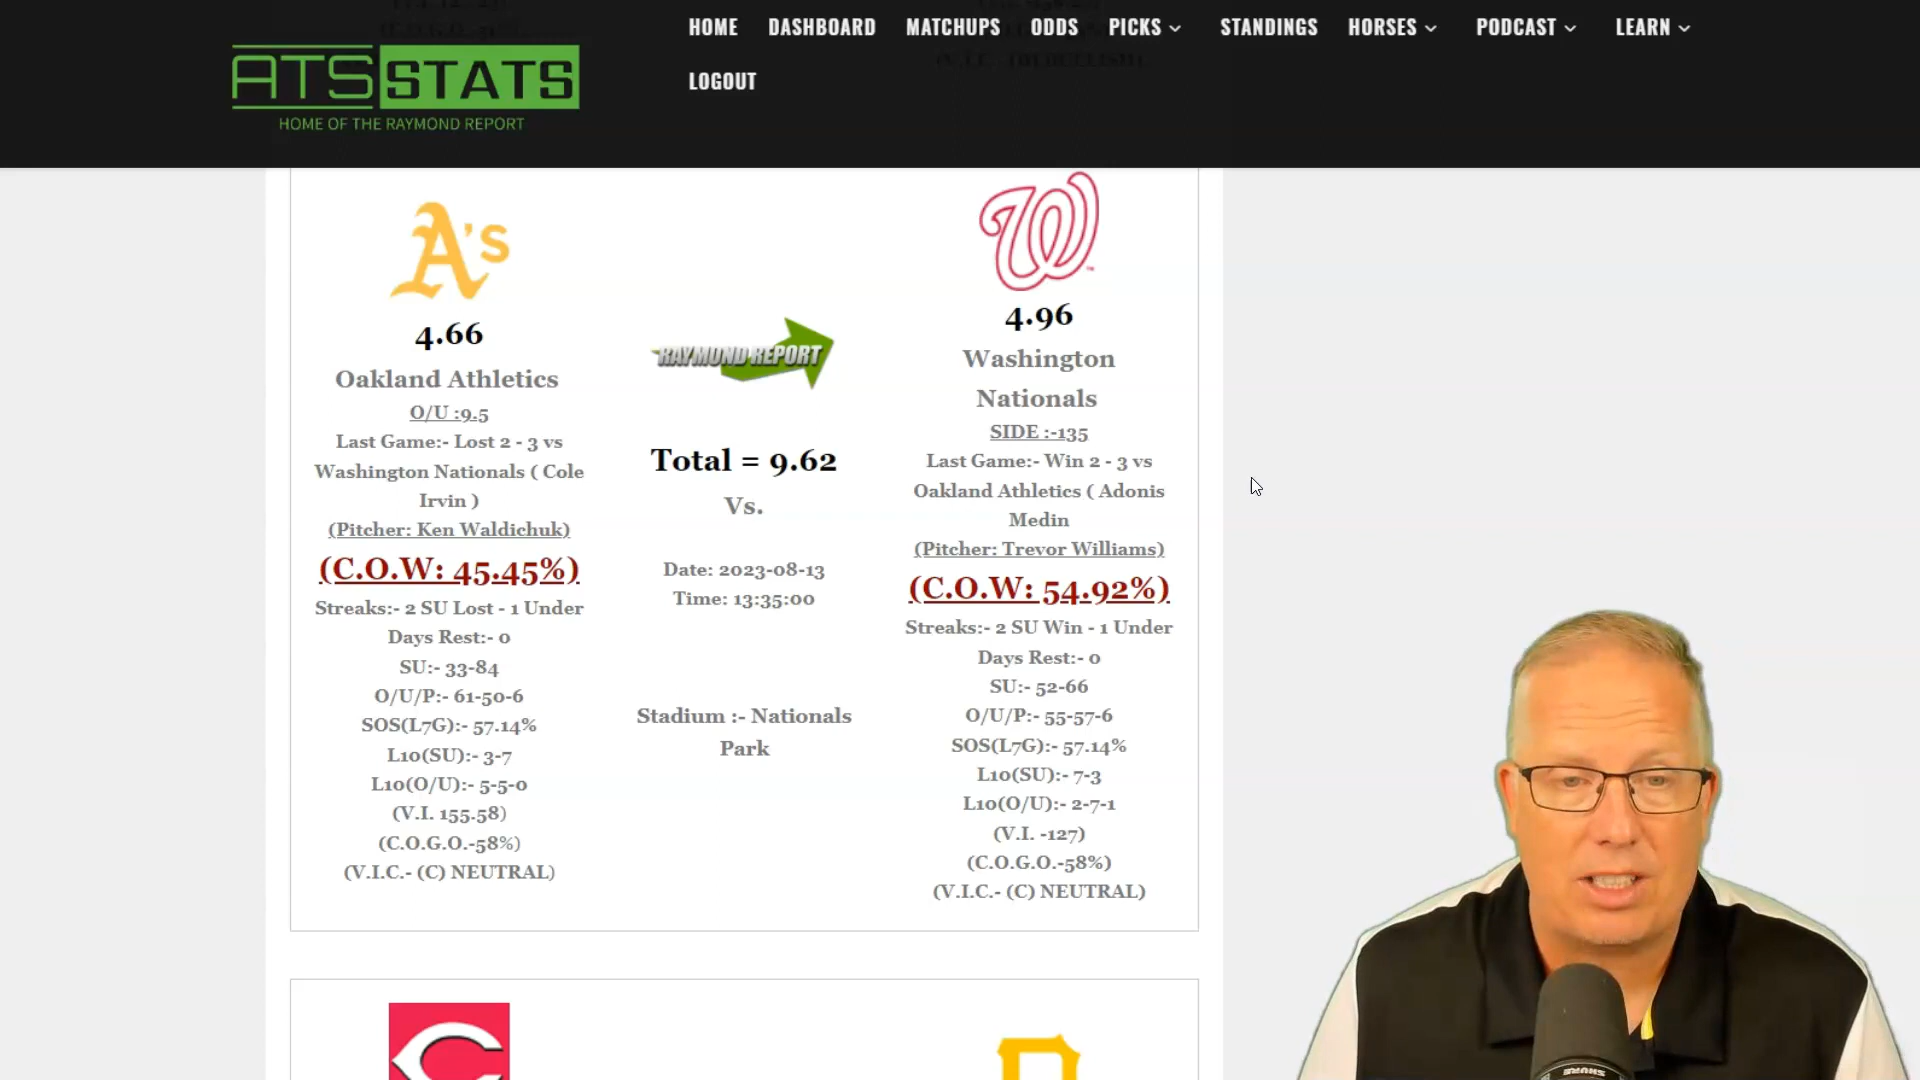 HOME DASHBOARD MATCHUPS ODDS PICKS STANDINGS HORSES PODCAST LEARN
LOGOUT
ATS STATS
HOME OF THE RAYMOND REPORT
A's
4.66
Oakland Athletics
O/U :9.5
Last Game:- Lost 2 - 3 vs
Washington Nationals ( Cole
Irvin )
(Pitcher: Ken Waldichuk)
(C.O.W: 45.45%)
Streaks:- 2 SU Lost - 1 Under
Days Rest:- 0
SU:- 33-84
O/U/P:- 61-50-6
SOS(L7G):- 57.14%
L10(SU):- 3-7
L10(O/U):- 5-5-0
(V.I. 155.58)
(C.O.G.O.-58%)
(V.I.C.- (C) NEUTRAL)
RAYMOND REPORT
Total = 9.62
Vs.
Date: 2023-08-13
Time: 13:35:00
Stadium :- Nationals
Park
W
4.96
Washington
Nationals
SIDE :-135
Last Game:- Win 2 - 3 vs
Oakland Athletics ( Adonis
Medin
(Pitcher: Trevor Williams)
(C.O.W: 54.92%)
Streaks:- 2 SU Win - 1 Under
Days Rest:- 0
SU:- 52-66
O/U/P:- 55-57-6
SOS(L7G):- 57.14%
L10(SU):- 7-3
L10(O/U):- 2-7-1
(V.I. -127)
(C.O.G.O.-58%)
(V.I.C.- (C) NEUTRAL)
C
SHURE